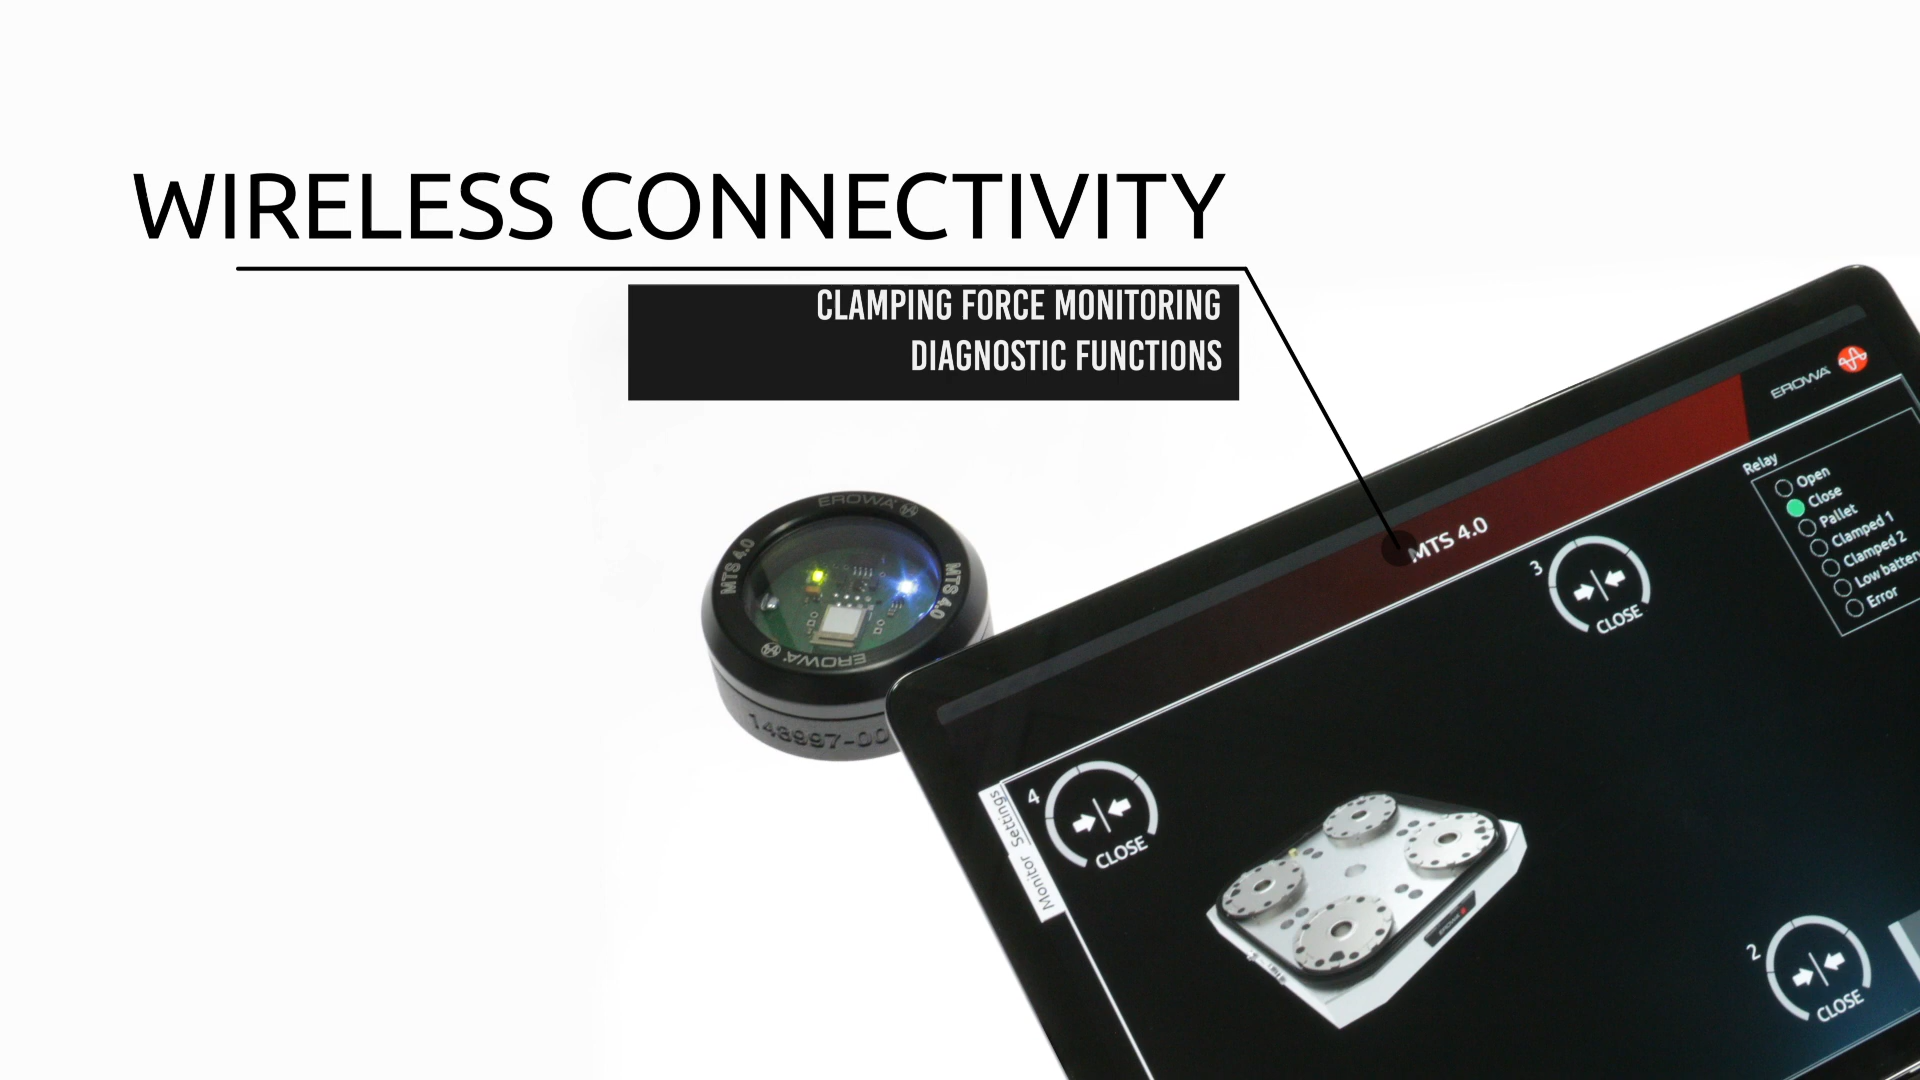 WIRELESS CONNECTIVITY
CLAMPING FORCE MONITORING
DIAGNOSTIC FUNCTIONS
EROWA
MTS 4.0
MTS 4.0
EROWA
148997-00
EROWA
MTS 4.0
Relay
Open
Close
Pallet
Clamped 1
Clamped 2
Low batter
Error
3
CLOSE
4
CLOSE
Monitor Settings
2
CLOSE